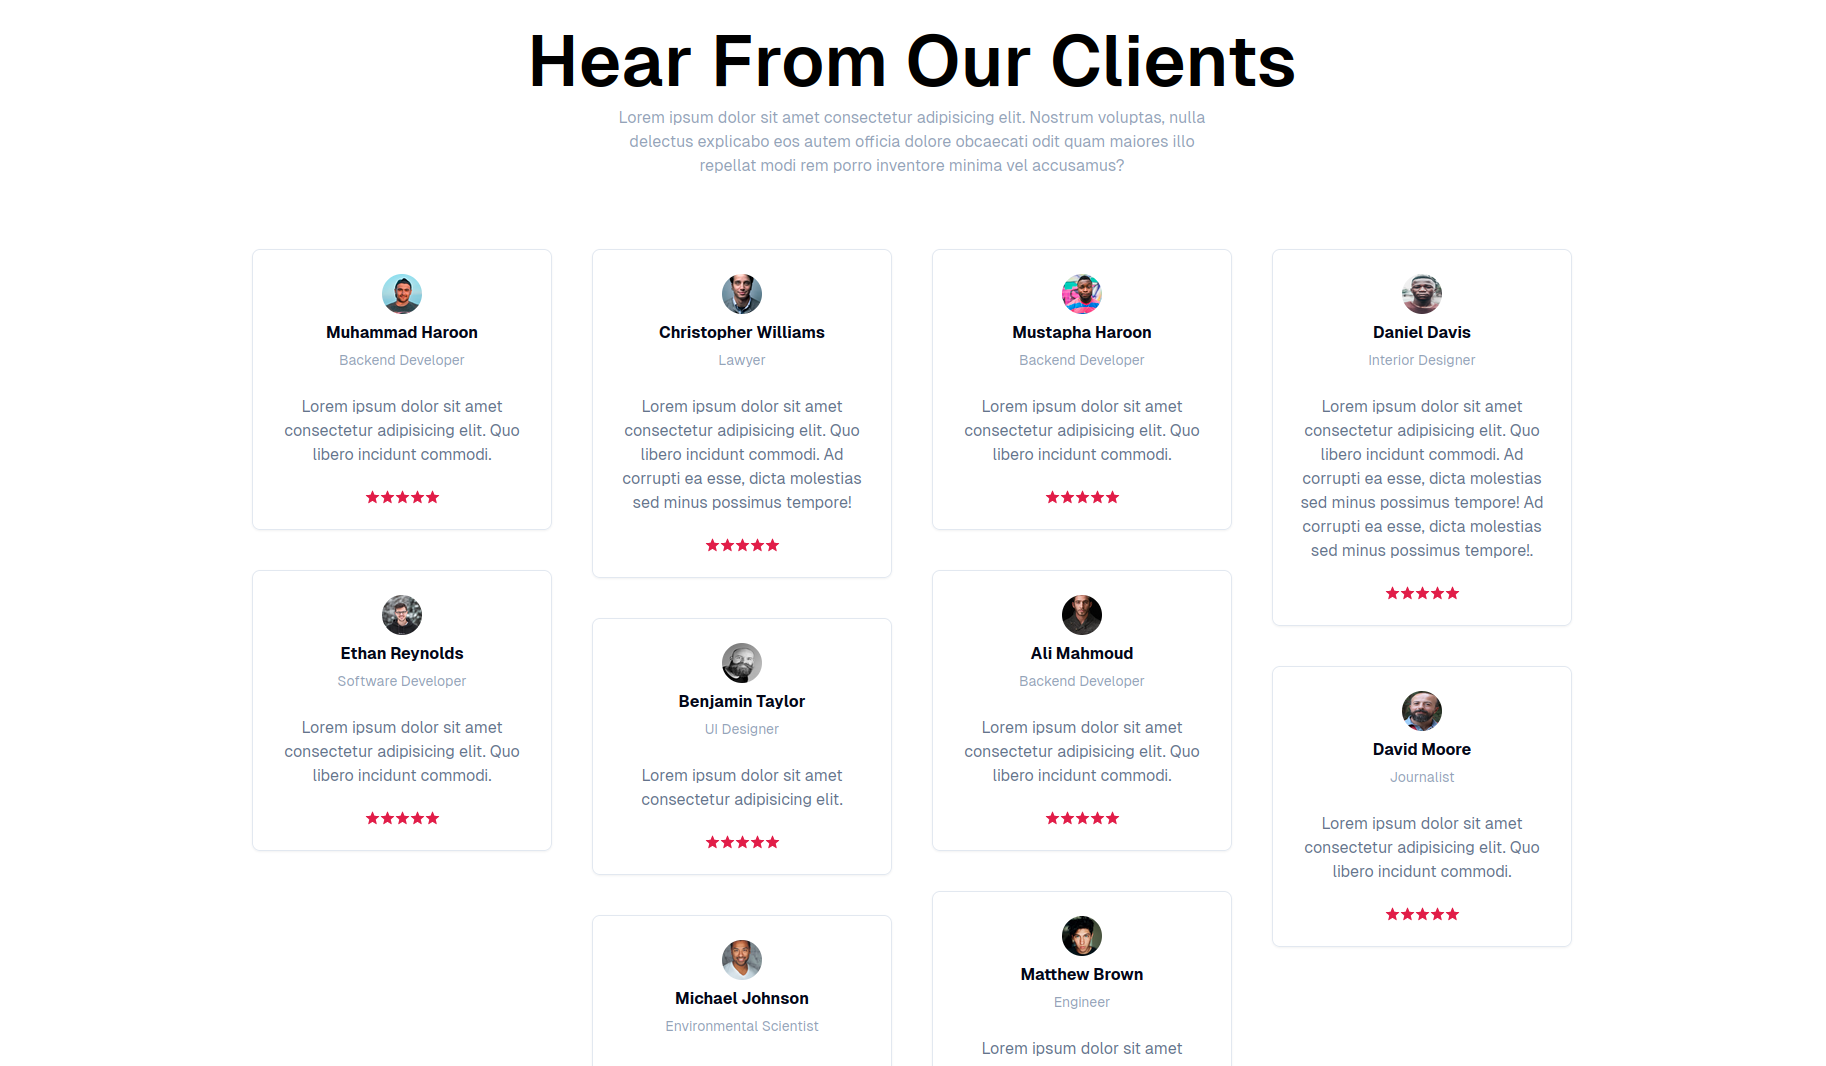 Hear From Our Clients
Lorem ipsum dolor sit amet consectetur adipisicing elit. Nostrum voluptas, nulla
delectus explicabo eos autem officia dolore obcaecati odit quam maiores illo
repellat modi rem porro inventore minima vel accusamus?
Muhammad Haroon
Backend Developer
Lorem ipsum dolor sit amet
consectetur adipisicing elit. Quo
libero incidunt commodi.
Ethan Reynolds
Software Developer
Lorem ipsum dolor sit amet
consectetur adipisicing elit. Quo
libero incidunt commodi.
Christopher Williams
Lawyer
Lorem ipsum dolor sit amet
consectetur adipisicing elit. Quo
libero incidunt commodi. Ad
corrupti ea esse, dicta molestias
sed minus possimus tempore!
Benjamin Taylor
UI Designer
Lorem ipsum dolor sit amet
consectetur adipisicing elit.
Michael Johnson
Environmental Scientist
Mustapha Haroon
Backend Developer
Lorem ipsum dolor sit amet
consectetur adipisicing elit. Quo
libero incidunt commodi.
Ali Mahmoud
Backend Developer
Lorem ipsum dolor sit amet
consectetur adipisicing elit. Quo
libero incidunt commodi.
Matthew Brown
Engineer
Lorem ipsum dolor sit amet
Daniel Davis
Interior Designer
Lorem ipsum dolor sit amet
consectetur adipisicing elit. Quo
libero incidunt commodi. Ad
corrupti ea esse, dicta molestias
sed minus possimus tempore! Ad
corrupti ea esse, dicta molestias
sed minus possimus tempore!.
David Moore
Journalist
Lorem ipsum dolor sit amet
consectetur adipisicing elit. Quo
libero incidunt commodi.